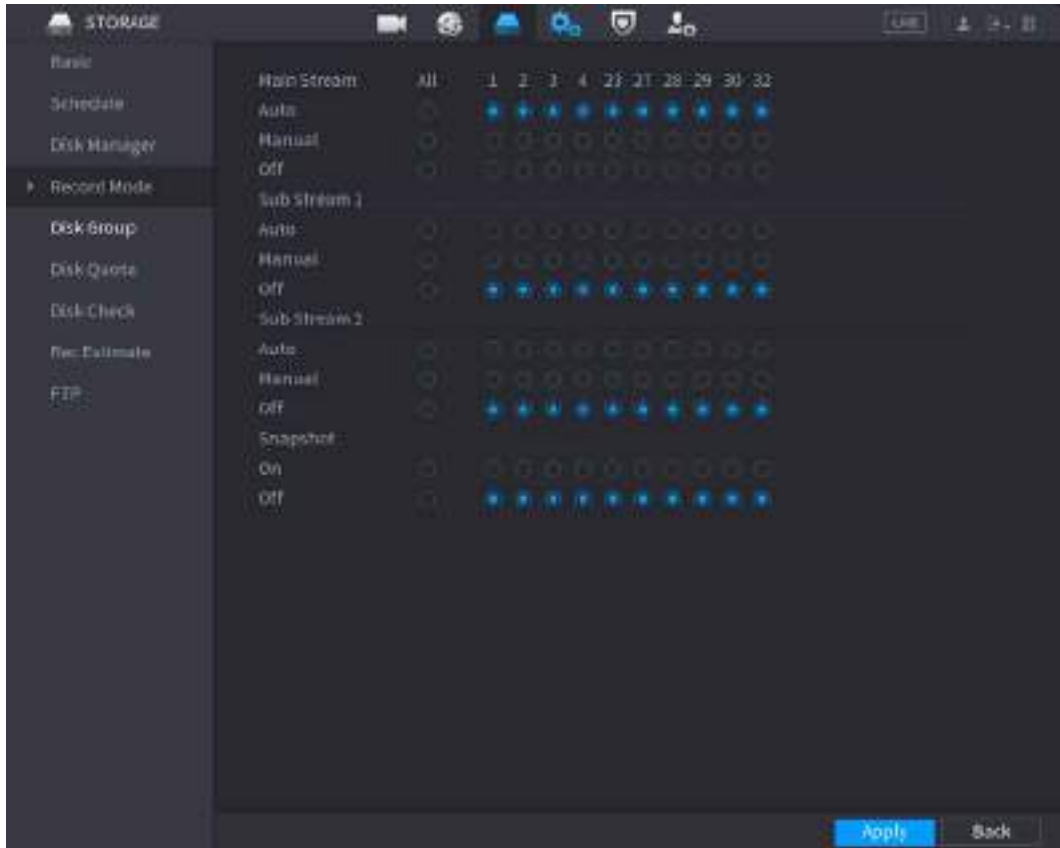 STORAGE
LIVE
Basic
Schedule
Disk Manager
Record Mode
Disk Group
Disk Quota
Disk Check
Rec Estimate
FTP
Main Stream All 1 2 3 4 23 27 28 29 30 32
Auto
Manual
Off
Sub Stream 1
Auto
Manual
Off
Sub Stream 2
Auto
Manual
Off
Snapshot
On
Off
Apply Back